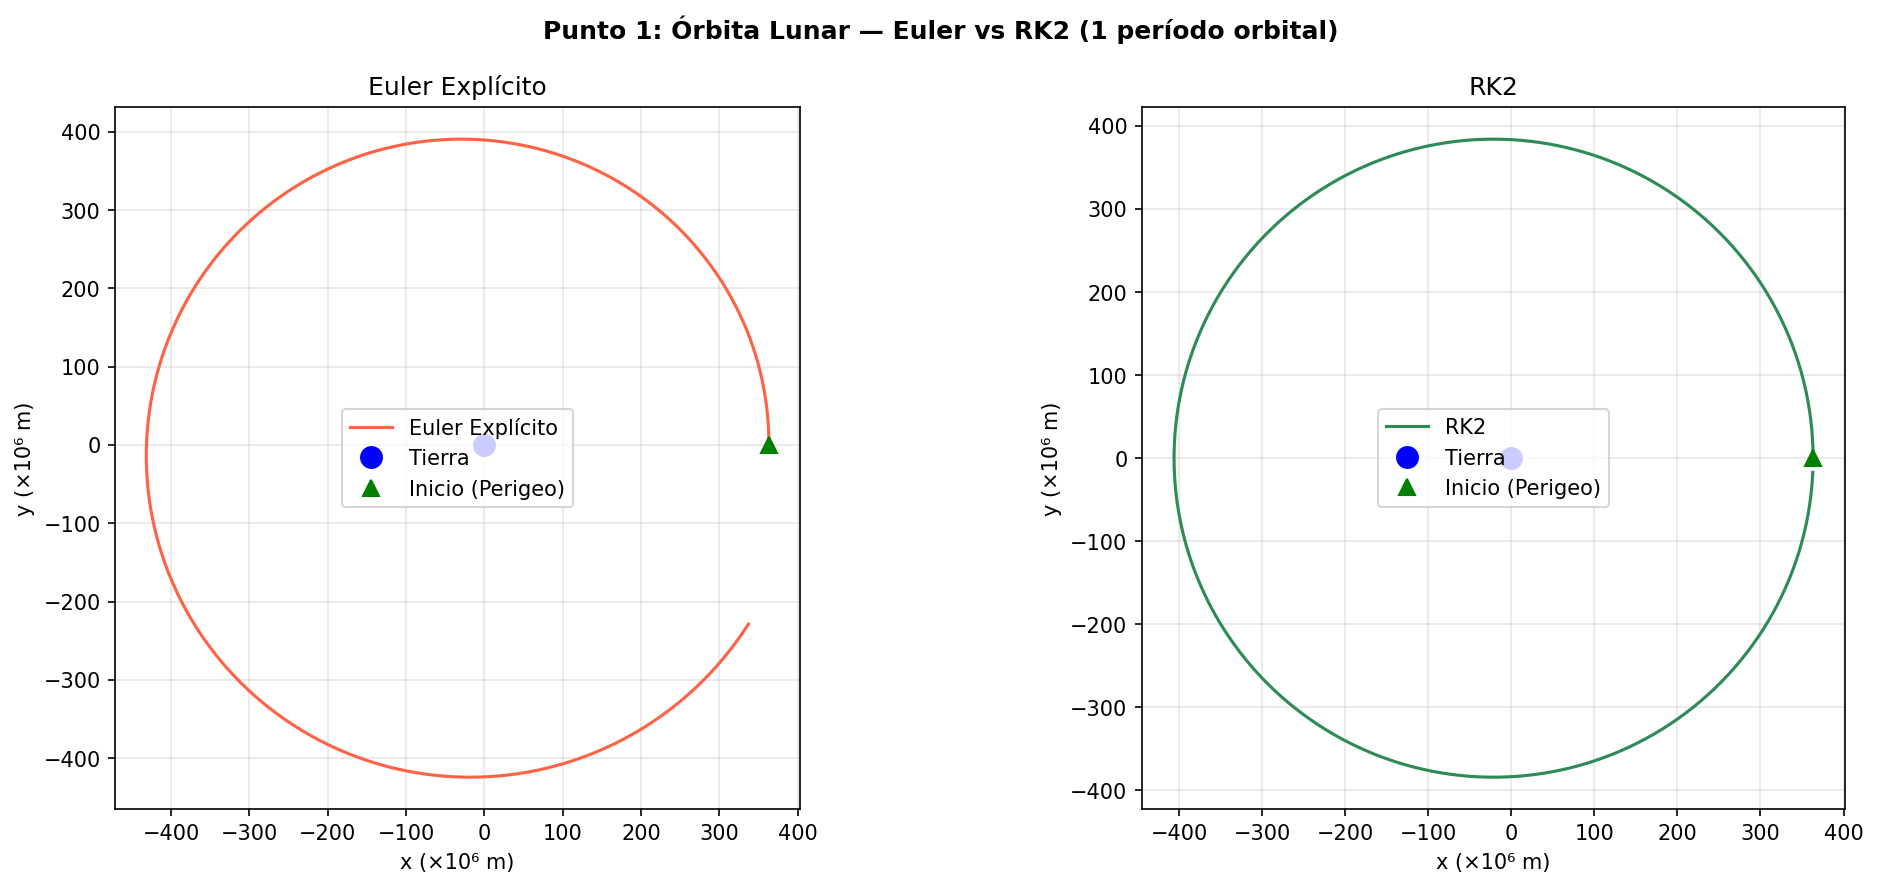 Punto 1: Órbita Lunar — Euler vs RK2 (1 período orbital)
Euler Explícito
400
300
200
100
0
−100
−200
−300
−400
y (×10⁶ m)
Euler Explícito
Tierra
Inicio (Perigeo)
−400 −300 −200 −100 0 100 200 300 400
x (×10⁶ m)
RK2
400
300
200
100
0
−100
−200
−300
−400
y (×10⁶ m)
RK2
Tierra
Inicio (Perigeo)
−400 −300 −200 −100 0 100 200 300 400
x (×10⁶ m)